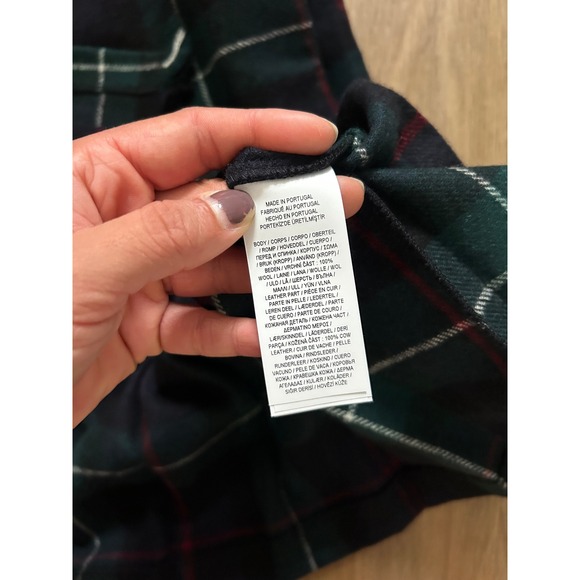 MADE IN PORTUGAL
FABRIQUÉ AU PORTUGAL
HECHO EN PORTUGAL
PORTEKİZ'DE ÜRETİLMİŞTİR
BODY / CORPS / CORPO / OBERTEIL
/ ROMP / HOVEDDEL / CUERPO /
ПЕРЕД И СПИНКА / КОРПУС / ΣΩΜΑ
/ BRUK (KROPP) / ANVÄND (KROPP) /
BEDEN / VRCHNÍ ČÁST : 100%
WOOL / LAINE / LANA / WOLLE / WOL
/ ULD / LÃ / ШЕРСТЬ / ВЪЛНА
ΜΑΛΛΙ / ULL / YÜN / VLNA
LEATHER PART / PIÈCE EN CUIR /
PARTE IN PELLE / LEDERTEIL /
LEREN DEEL / LÆDERDEL / PARTE
DE CUERO / PARTE DE COURO /
КОЖАНАЯ ДЕТАЛЬ / КОЖЕНА ЧАСТ /
ΔΕΡΜΑΤΙΝΟ ΜΕΡΟΣ /
LÆRSKINNDEL / LÄDERDEL / DERİ
PARÇA / KOŽENÁ ČÁST : 100% COW
LEATHER / CUIR DE VACHE / PELLE
BOVINA / RINDSLEDER /
RUNDERLEER / KOSKIND / CUERO
VACUNO / PELE DE VACA / КОРОВЬЯ
КОЖА / КРАВЕШКА КОЖА / ΔΕΡΜΑ
ΑΓΕΛΑΔΑΣ / KULÆR / KOLÄDER /
SIĞIR DERİSİ / HOVĚZÍ KŮŽE